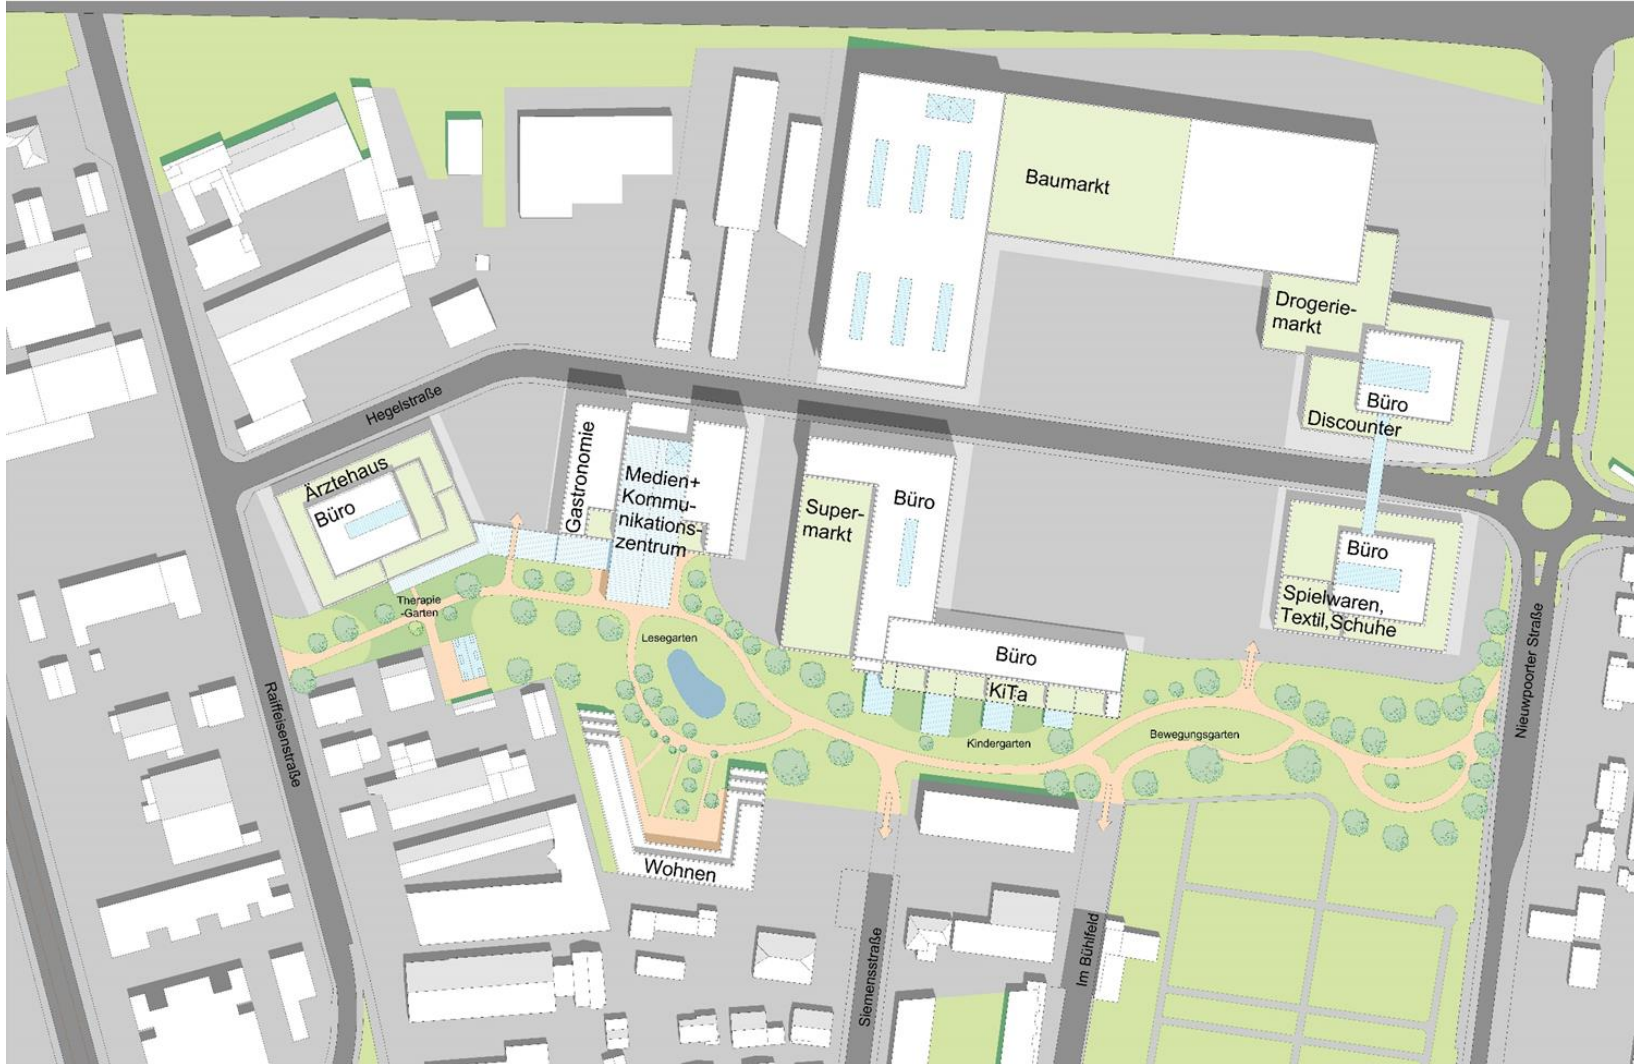 Baumarkt
Drogerie-
markt
Büro
Discounter
Hegelstraße
Ärztehaus
Büro
Gastronomie
Medien+
Kommu-
nikations-
zentrum
Super-
markt
Büro
Büro
Spielwaren,
Textil,Schuhe
Therapie
-Garten
Lesegarten
Büro
KiTa
Kindergarten
Bewegungsgarten
Nieuwpoorter Straße
Raiffeisenstraße
Wohnen
Siemensstraße
Im Bühlfeld